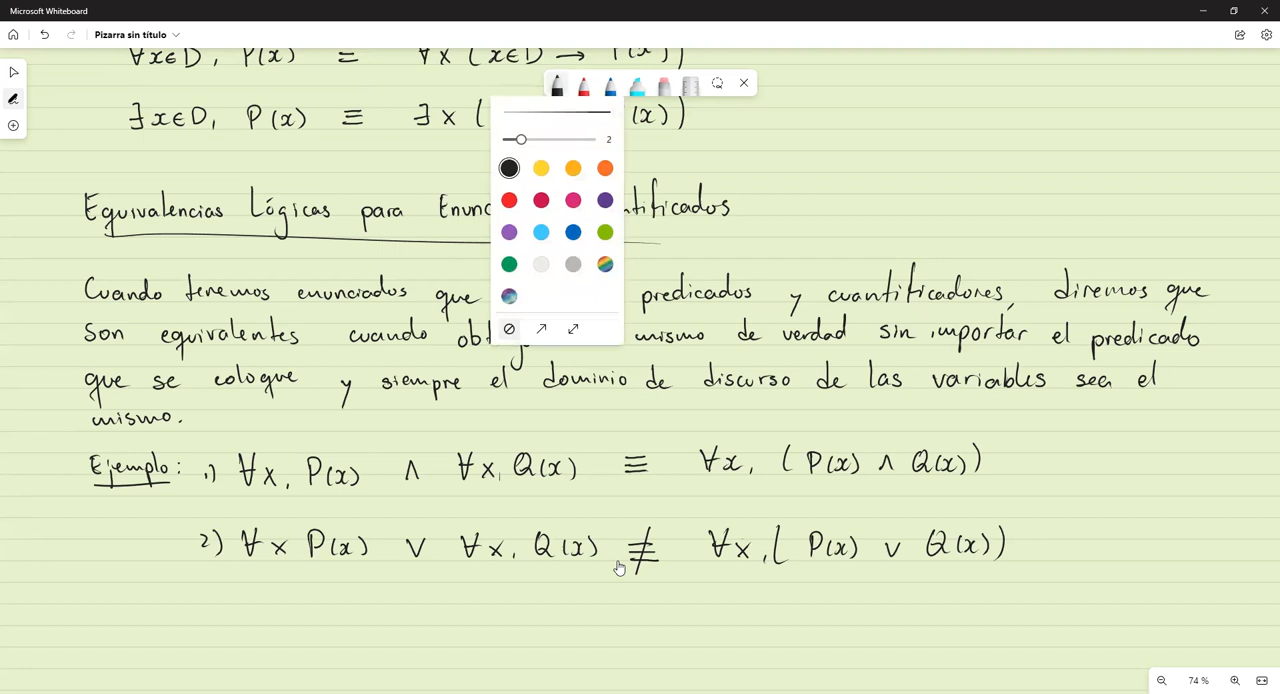 Microsoft Whiteboard
Pizarra sin título
∀x∈D, P(x) ≡ ∀x (x∈D → P(x))
∃x∈D, P(x) ≡ ∃x ( (x))
2
Equivalencias Lógicas para Enunc tificados
Cuando tenemos enunciados que predicados y cuantificadores, diremos que
son equivalentes cuando obt mismo de verdad sin importar el predicado
que se coloque y siempre el dominio de discurso de las variables sea el
mismo.
Ejemplo: 1) ∀x, P(x) ∧ ∀x, Q(x) ≡ ∀x, (P(x) ∧ Q(x))
2) ∀x P(x) ∨ ∀x, Q(x) ≢ ∀x, (P(x) ∨ Q(x))
74 %